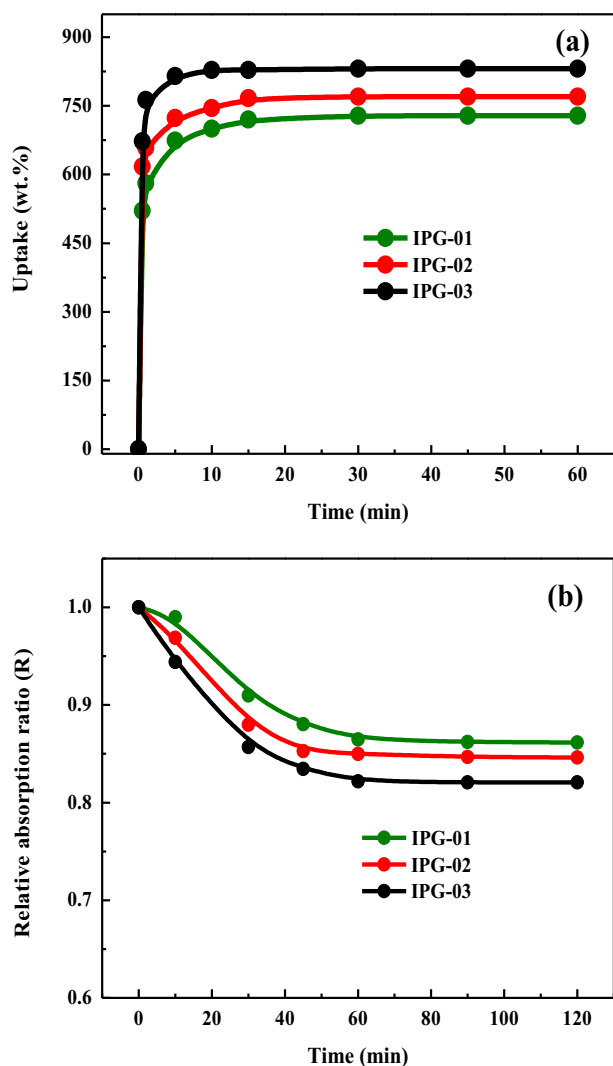 (a)
Uptake (wt.%)
900
750
600
450
300
150
0
IPG-01
IPG-02
IPG-03
0 10 20 30 40 50 60
Time (min)
(b)
Relative absorption ratio (R)
1.0
0.9
0.8
0.7
0.6
IPG-01
IPG-02
IPG-03
0 20 40 60 80 100 120
Time (min)